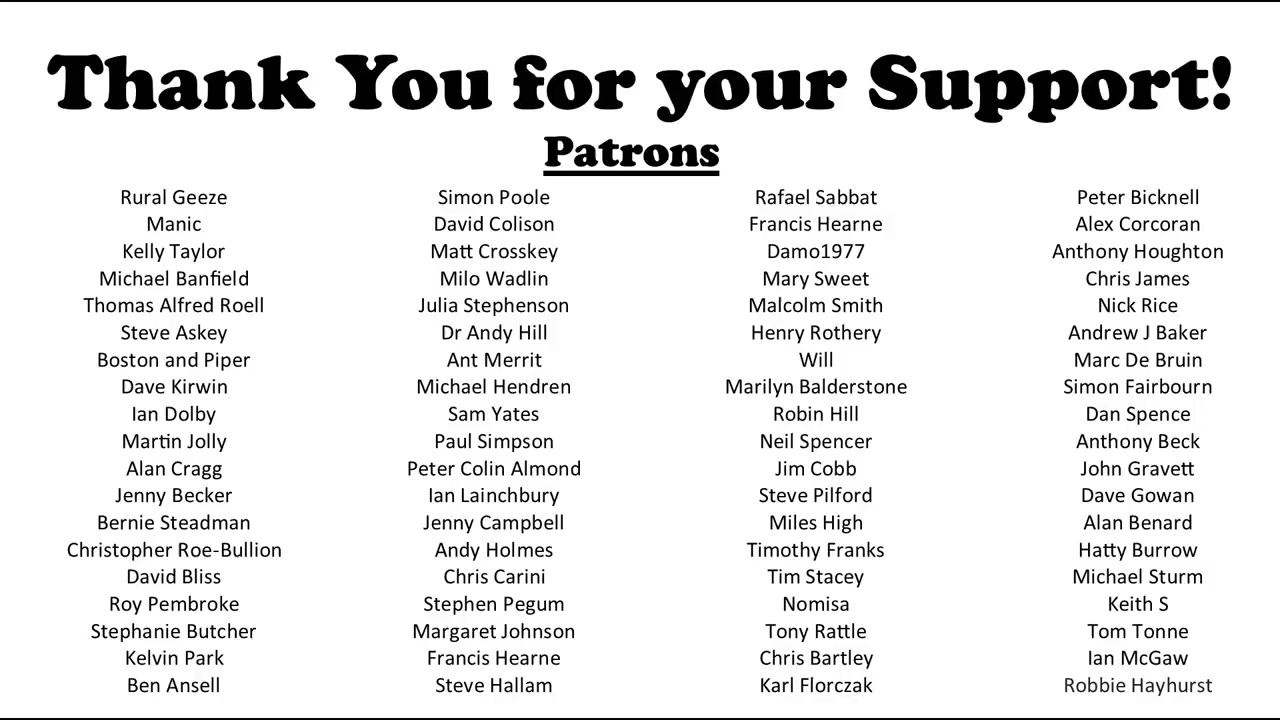 Thank You for your Support!
Patrons
Rural Geeze
Manic
Kelly Taylor
Michael Banfield
Thomas Alfred Roell
Steve Askey
Boston and Piper
Dave Kirwin
Ian Dolby
Martin Jolly
Alan Cragg
Jenny Becker
Bernie Steadman
Christopher Roe-Bullion
David Bliss
Roy Pembroke
Stephanie Butcher
Kelvin Park
Ben Ansell
Simon Poole
David Colison
Matt Crosskey
Milo Wadlin
Julia Stephenson
Dr Andy Hill
Ant Merrit
Michael Hendren
Sam Yates
Paul Simpson
Peter Colin Almond
Ian Lainchbury
Jenny Campbell
Andy Holmes
Chris Carini
Stephen Pegum
Margaret Johnson
Francis Hearne
Steve Hallam
Rafael Sabbat
Francis Hearne
Damo1977
Mary Sweet
Malcolm Smith
Henry Rothery
Will
Marilyn Balderstone
Robin Hill
Neil Spencer
Jim Cobb
Steve Pilford
Miles High
Timothy Franks
Tim Stacey
Nomisa
Tony Rattle
Chris Bartley
Karl Florczak
Peter Bicknell
Alex Corcoran
Anthony Houghton
Chris James
Nick Rice
Andrew J Baker
Marc De Bruin
Simon Fairbourn
Dan Spence
Anthony Beck
John Gravett
Dave Gowan
Alan Benard
Hatty Burrow
Michael Sturm
Keith S
Tom Tonne
Ian McGaw
Robbie Hayhurst